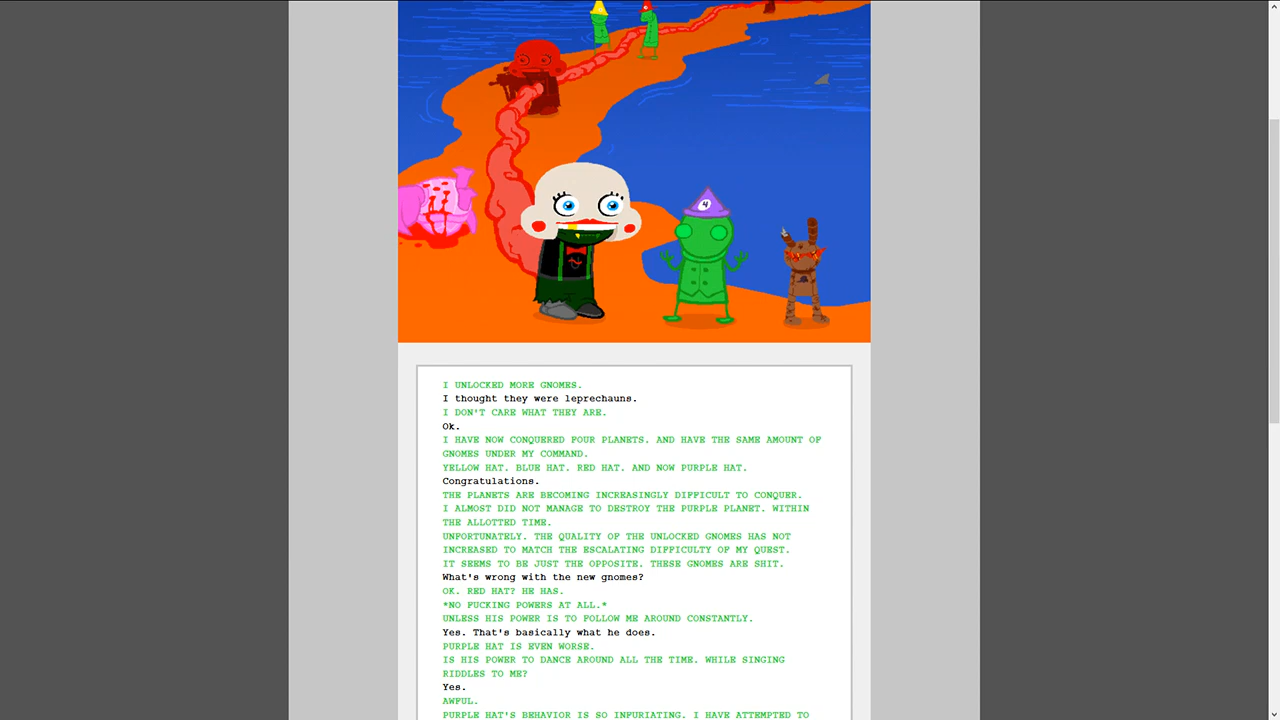 4
I UNLOCKED MORE GNOMES.
I thought they were leprechauns.
I DON'T CARE WHAT THEY ARE.
Ok.
I HAVE NOW CONQUERED FOUR PLANETS. AND HAVE THE SAME AMOUNT OF
GNOMES UNDER MY COMMAND.
YELLOW HAT. BLUE HAT. RED HAT. AND NOW PURPLE HAT.
Congratulations.
THE PLANETS ARE BECOMING INCREASINGLY DIFFICULT TO CONQUER.
I ALMOST DID NOT MANAGE TO DESTROY THE PURPLE PLANET. WITHIN
THE ALLOTTED TIME.
UNFORTUNATELY. THE QUALITY OF THE UNLOCKED GNOMES HAS NOT
INCREASED TO MATCH THE ESCALATING DIFFICULTY OF MY QUEST.
IT SEEMS TO BE JUST THE OPPOSITE. THESE GNOMES ARE SHIT.
What's wrong with the new gnomes?
OK. RED HAT? HE HAS.
*NO FUCKING POWERS AT ALL.*
UNLESS HIS POWER IS TO FOLLOW ME AROUND CONSTANTLY.
Yes. That's basically what he does.
PURPLE HAT IS EVEN WORSE.
IS HIS POWER TO DANCE AROUND ALL THE TIME. WHILE SINGING
RIDDLES TO ME?
Yes.
AWFUL.
PURPLE HAT'S BEHAVIOR IS SO INFURIATING. I HAVE ATTEMPTED TO